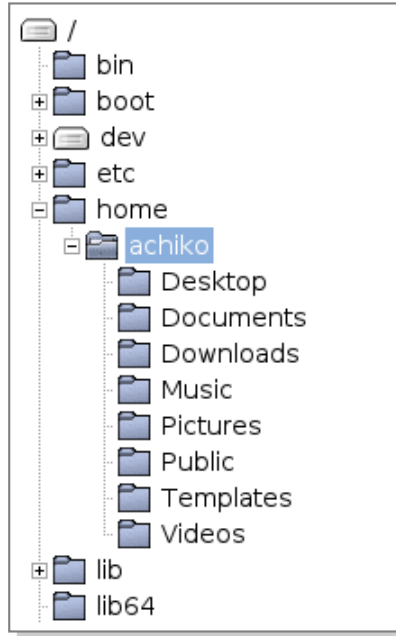 /
bin
boot
dev
etc
home
achiko
Desktop
Documents
Downloads
Music
Pictures
Public
Templates
Videos
lib
lib64